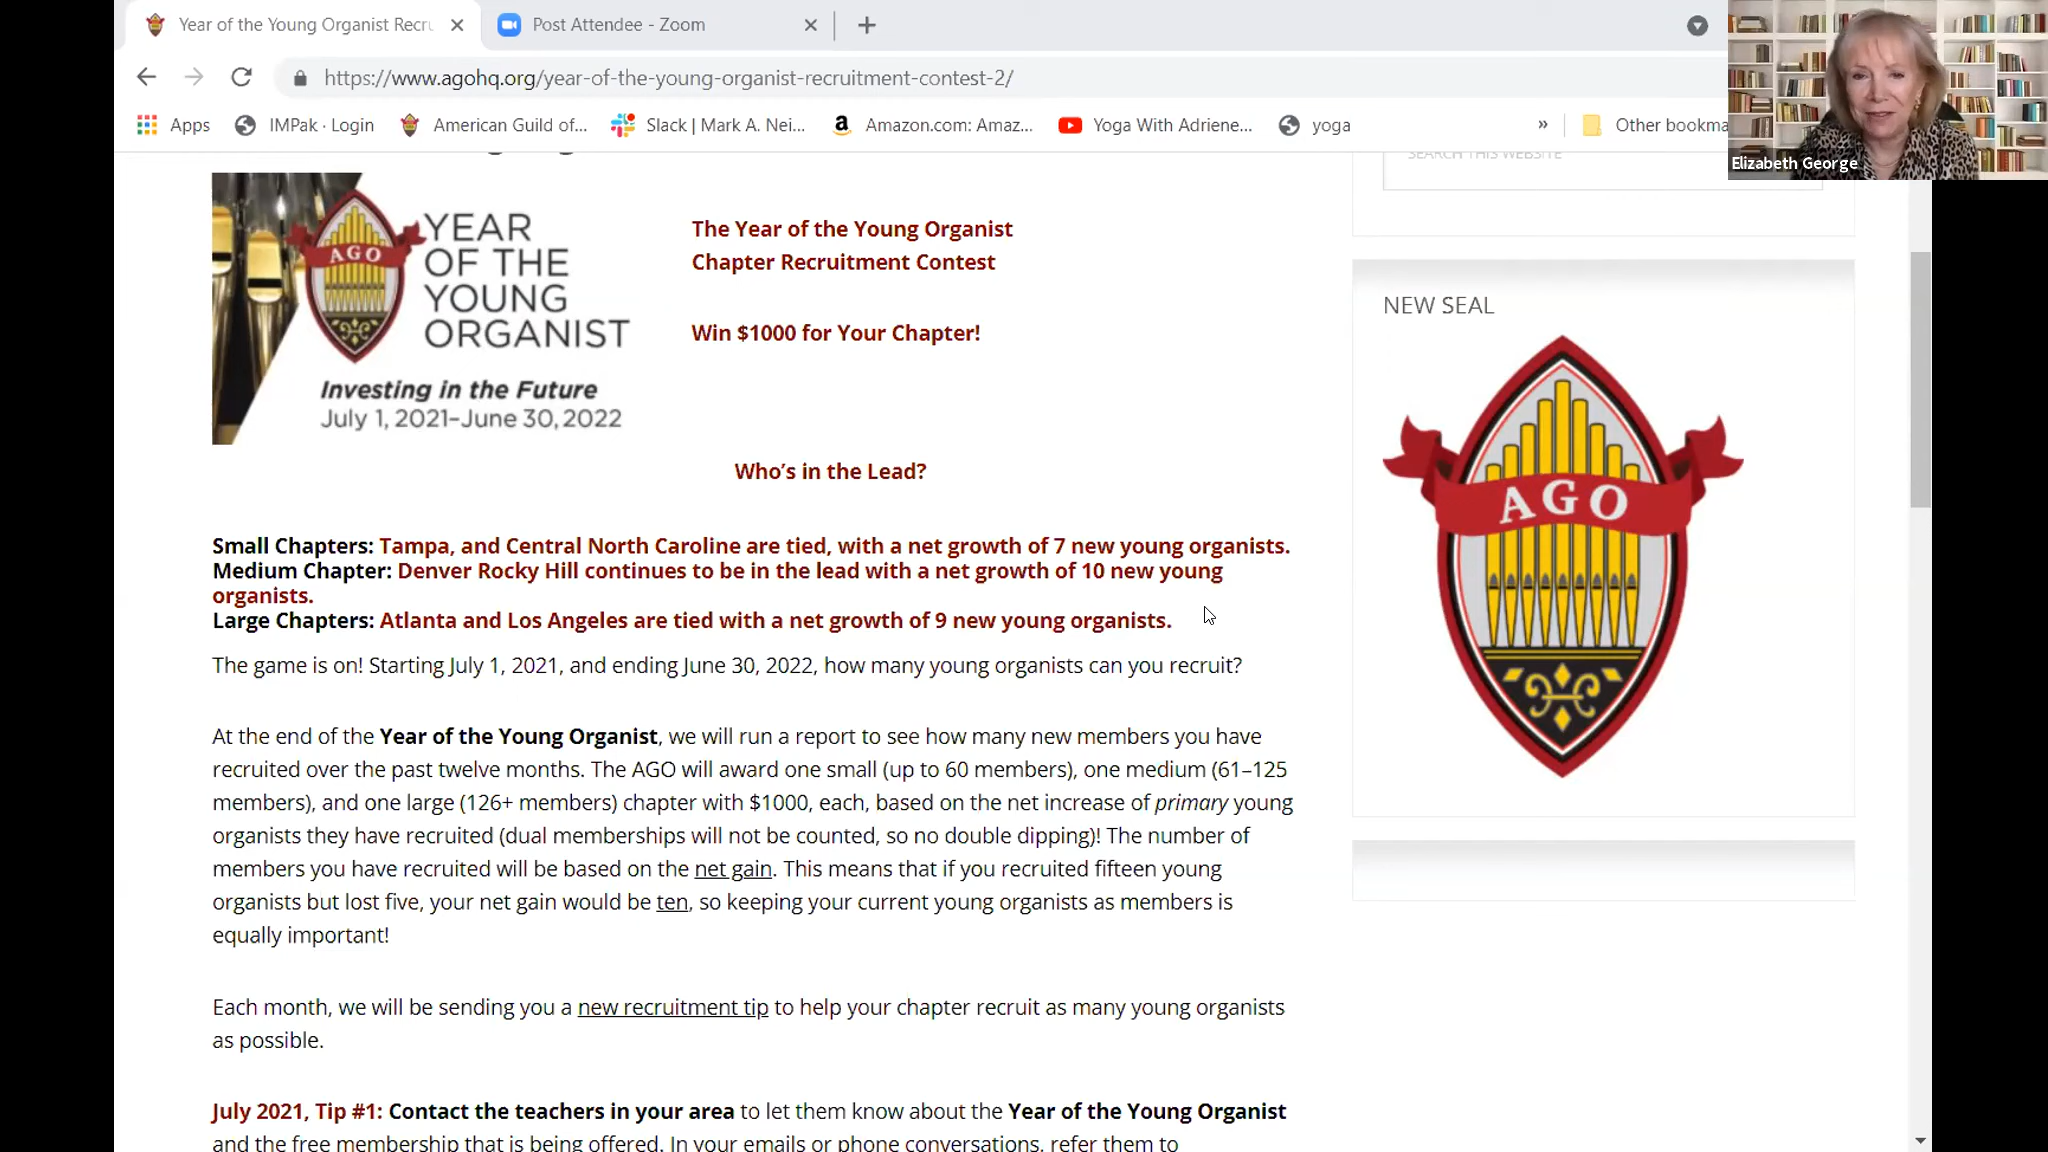 Year of the Young Organist Recru
Post Attendee - Zoom
https://www.agohq.org/year-of-the-young-organist-recruitment-contest-2/
Apps
IMPak · Login
American Guild of...
Slack | Mark A. Nei...
Amazon.com: Amaz...
Yoga With Adriene...
yoga
»
Other bookma
Elizabeth George
SEARCH THIS WEBSITE
AGO
YEAR
OF THE
YOUNG
ORGANIST
Investing in the Future
July 1, 2021–June 30, 2022
The Year of the Young Organist
Chapter Recruitment Contest
Win $1000 for Your Chapter!
NEW SEAL
AGO
Who's in the Lead?
Small Chapters: Tampa, and Central North Caroline are tied, with a net growth of 7 new young organists.
Medium Chapter: Denver Rocky Hill continues to be in the lead with a net growth of 10 new young
organists.
Large Chapters: Atlanta and Los Angeles are tied with a net growth of 9 new young organists.
The game is on! Starting July 1, 2021, and ending June 30, 2022, how many young organists can you recruit?
At the end of the Year of the Young Organist, we will run a report to see how many new members you have
recruited over the past twelve months. The AGO will award one small (up to 60 members), one medium (61–125
members), and one large (126+ members) chapter with $1000, each, based on the net increase of primary young
organists they have recruited (dual memberships will not be counted, so no double dipping)! The number of
members you have recruited will be based on the net gain. This means that if you recruited fifteen young
organists but lost five, your net gain would be ten, so keeping your current young organists as members is
equally important!
Each month, we will be sending you a new recruitment tip to help your chapter recruit as many young organists
as possible.
July 2021, Tip #1: Contact the teachers in your area to let them know about the Year of the Young Organist
and the free membership that is being offered. In your emails or phone conversations, refer them to